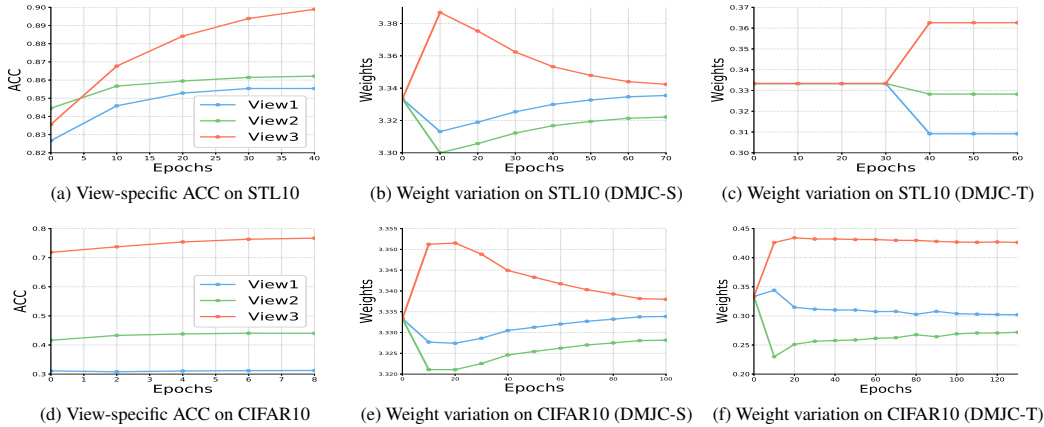 0.90
0.89
0.88
0.87
0.86
0.85
0.84
0.83
0.82
ACC
View1
View2
View3
0 5 10 15 20 25 30 35 40
Epochs
(a) View-specific ACC on STL10
3.38
3.36
3.34
3.32
3.30
Weights
0 10 20 30 40 50 60 70
Epochs
(b) Weight variation on STL10 (DMJC-S)
0.37
0.36
0.35
0.34
0.33
0.32
0.31
0.30
Weights
0 10 20 30 40 50 60
Epochs
(c) Weight variation on STL10 (DMJC-T)
0.8
0.7
0.6
0.5
0.4
0.3
ACC
View1
View2
View3
0 1 2 3 4 5 6 7 8
Epochs
(d) View-specific ACC on CIFAR10
3.355
3.350
3.345
3.340
3.335
3.330
3.325
3.320
Weights
0 20 40 60 80 100
Epochs
(e) Weight variation on CIFAR10 (DMJC-S)
0.45
0.40
0.35
0.30
0.25
0.20
Weights
0 20 40 60 80 100 120
Epochs
(f) Weight variation on CIFAR10 (DMJC-T)